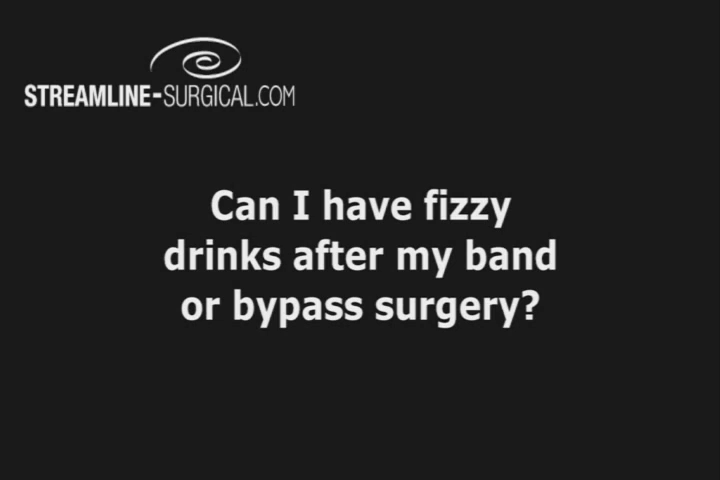 STREAMLINE-SURGICAL.COM
Can I have fizzy
drinks after my band
or bypass surgery?